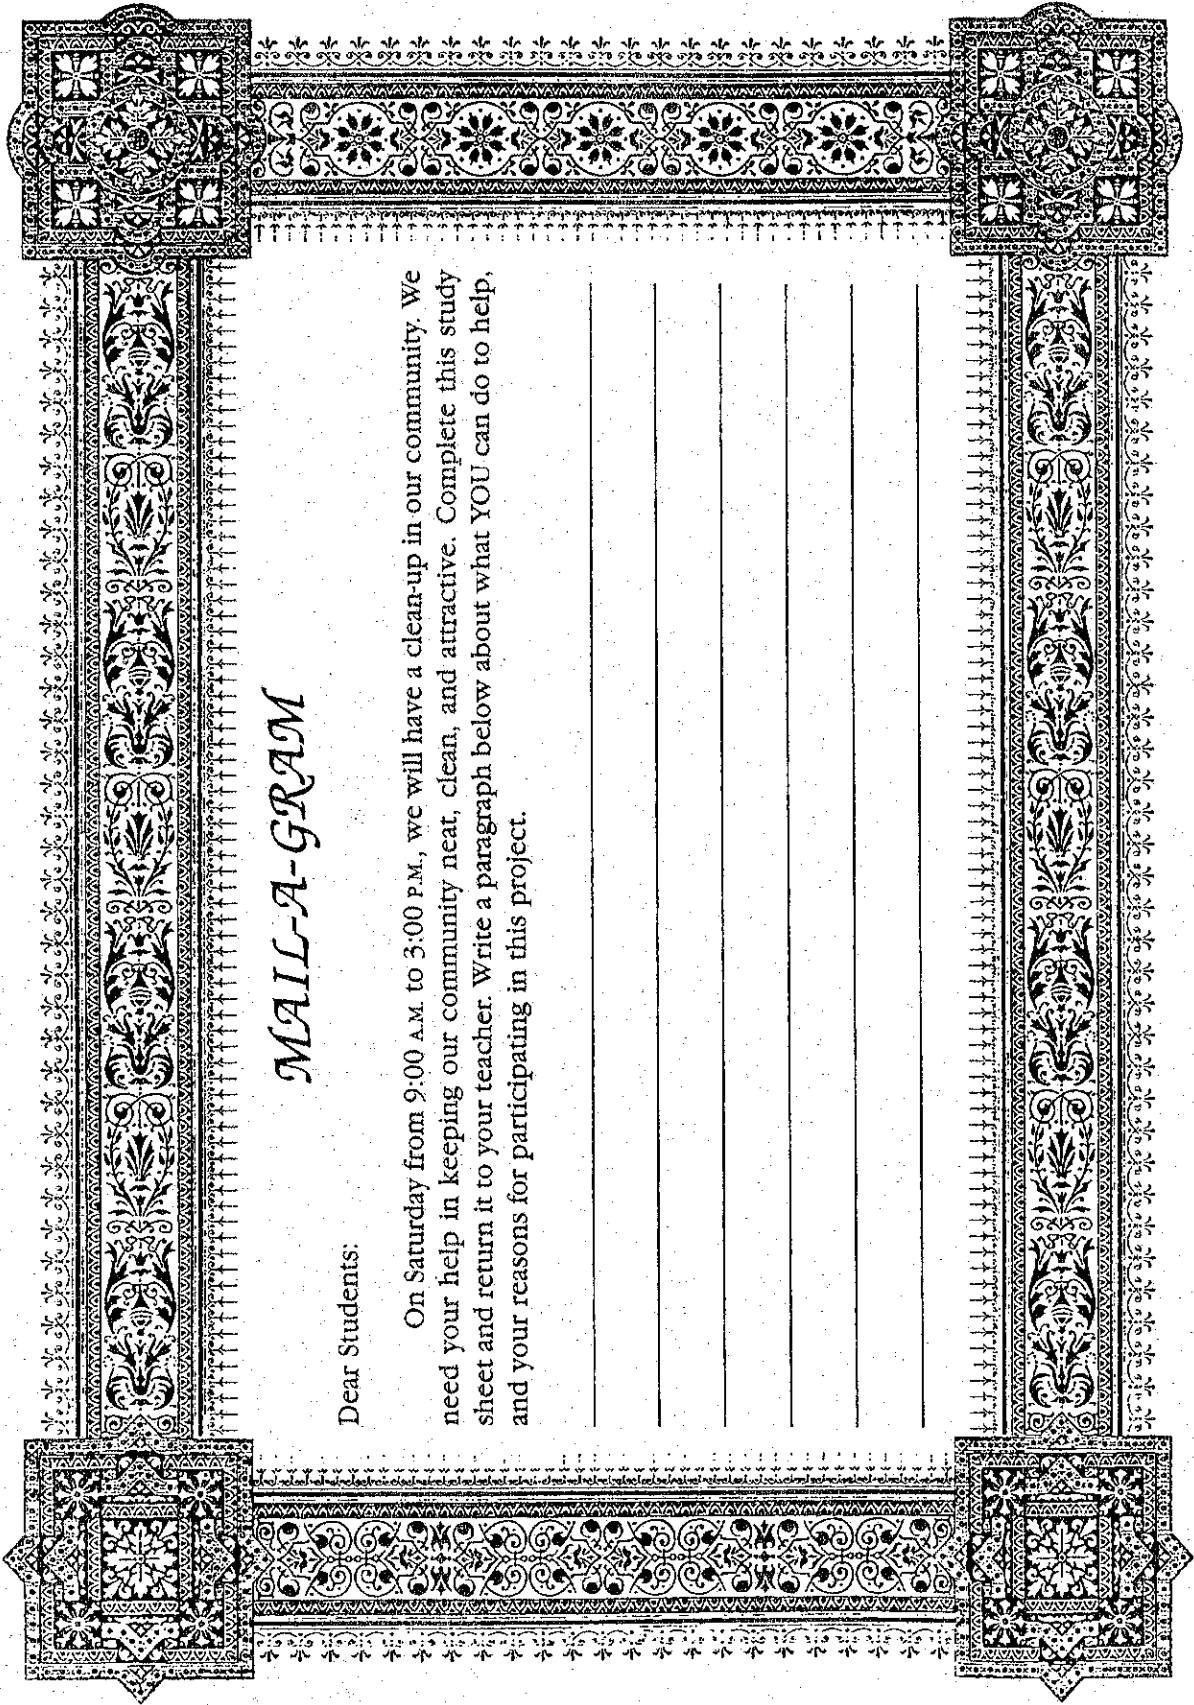 MAIL-A-GRAM
Dear Students:
On Saturday from 9:00 AM to 3:00 PM, we will have a clean-up in our community. We
need your help in keeping our community neat, clean, and attractive. Complete this study
sheet and return it to your teacher. Write a paragraph below about what YOU can do to help,
and your reasons for participating in this project.